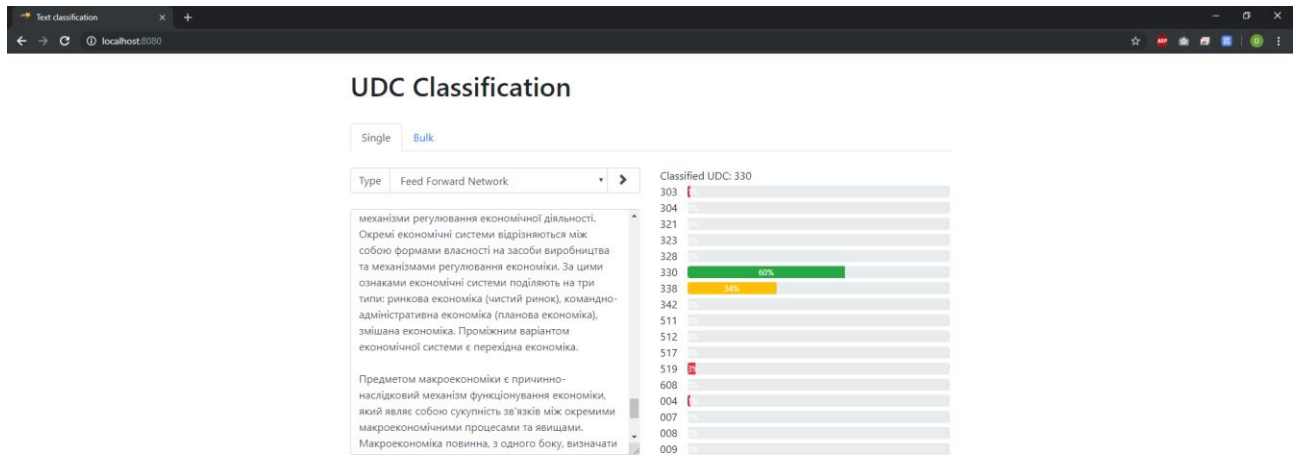 Text classification
localhost:8080
UDC Classification
Single Bulk
Type Feed Forward Network
механізми регулювання економічної діяльності.
Окремі економічні системи відрізняються між
собою формами власності на засоби виробництва
та механізмами регулювання економіки. За цими
ознаками економічні системи поділяють на три
типи: ринкова економіка (чистий ринок), командно-
адміністративна економіка (планова економіка),
змішана економіка. Проміжним варіантом
економічної системи є перехідна економіка.
Предметом макроекономіки є причинно-
наслідковий механізм функціонування економіки,
який являє собою сукупність зв'язків між окремими
макроекономічними процесами та явищами.
Макроекономіка повинна, з одного боку, визначати
Classified UDC: 330
303
304
321
323
328
330 60%
338 34%
342
511
512
517
519 3%
608
004
007
008
009